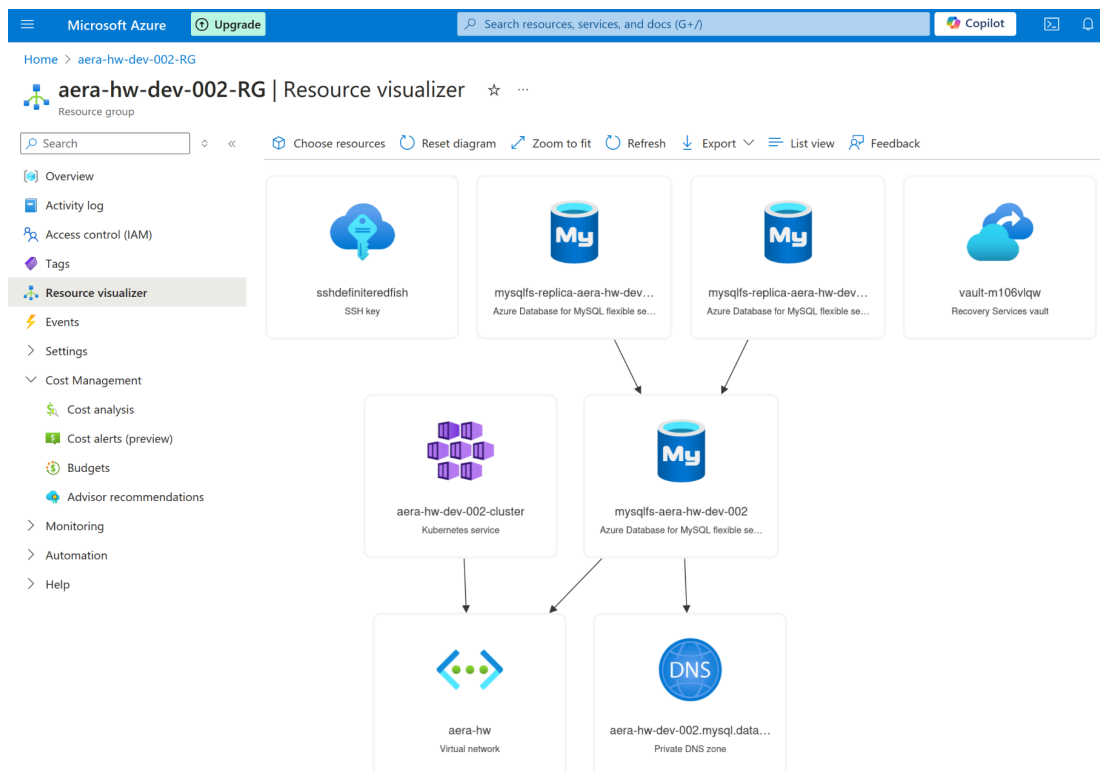 Microsoft Azure
Upgrade
Search resources, services, and docs (G+/)
Copilot
Home > aera-hw-dev-002-RG
aera-hw-dev-002-RG | Resource visualizer
Resource group
Search
Choose resources
Reset diagram
Zoom to fit
Refresh
Export
List view
Feedback
Overview
Activity log
Access control (IAM)
Tags
Resource visualizer
Events
Settings
Cost Management
Cost analysis
Cost alerts (preview)
Budgets
Advisor recommendations
Monitoring
Automation
Help
sshdefiniteredfish
SSH key
My
mysqlfs-replica-aera-hw-dev...
Azure Database for MySQL flexible se...
My
mysqlfs-replica-aera-hw-dev...
Azure Database for MySQL flexible se...
vault-m106vlqw
Recovery Services vault
aera-hw-dev-002-cluster
Kubernetes service
My
mysqlfs-aera-hw-dev-002
Azure Database for MySQL flexible se...
aera-hw
Virtual network
DNS
aera-hw-dev-002.mysql.data...
Private DNS zone